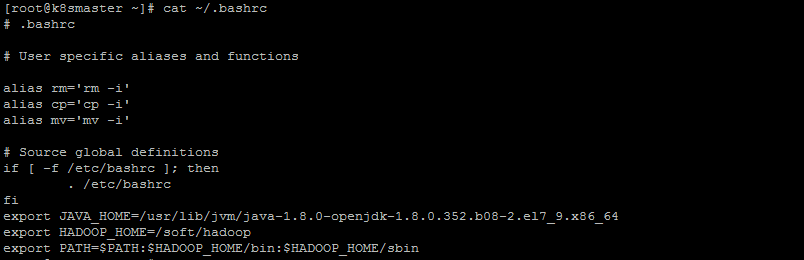 [root@k8smaster ~]# cat ~/.bashrc
# .bashrc
# User specific aliases and functions
alias rm='rm -i'
alias cp='cp -i'
alias mv='mv -i'
# Source global definitions
if [ -f /etc/bashrc ]; then
        . /etc/bashrc
fi
export JAVA_HOME=/usr/lib/jvm/java-1.8.0-openjdk-1.8.0.352.b08-2.el7_9.x86_64
export HADOOP_HOME=/soft/hadoop
export PATH=$PATH:$HADOOP_HOME/bin:$HADOOP_HOME/sbin